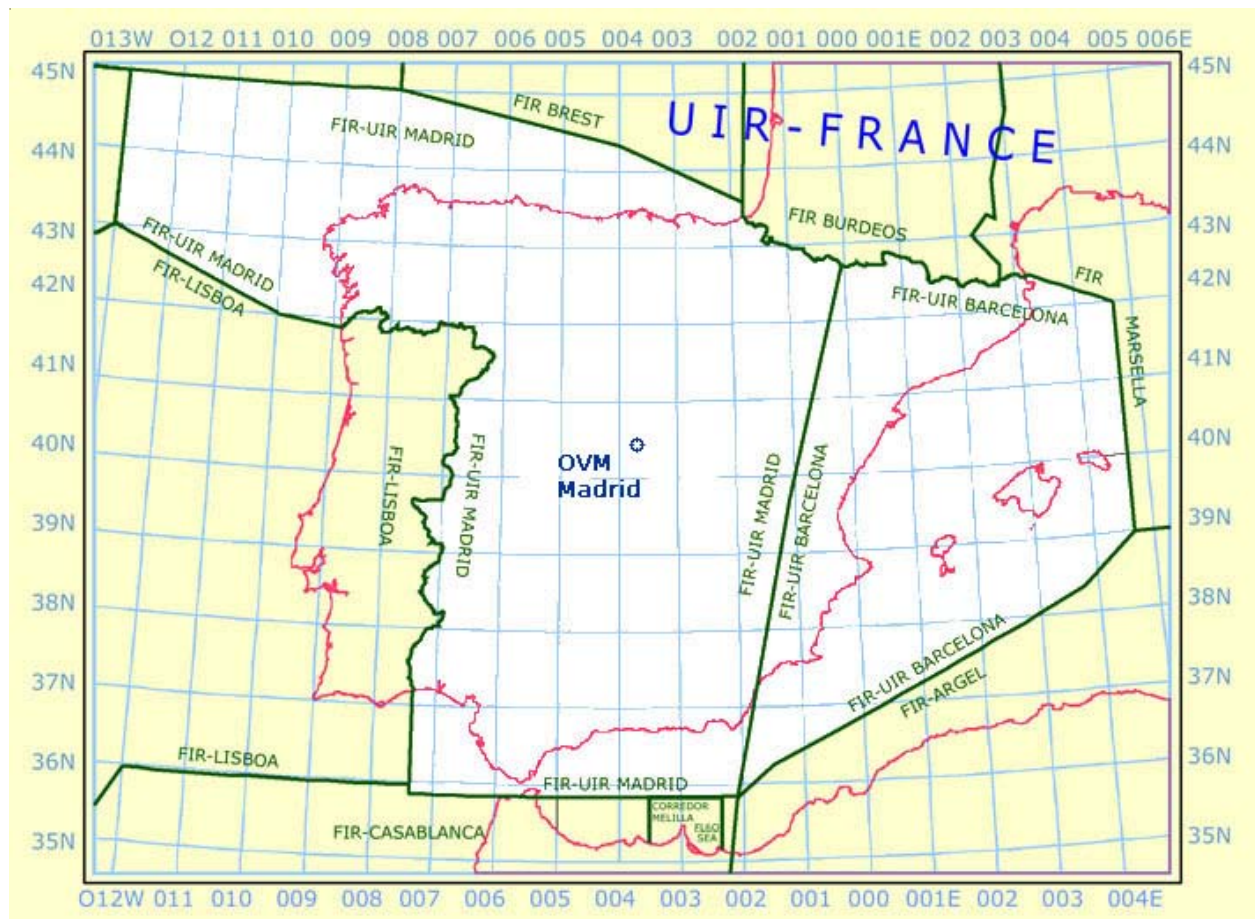 013W O12 011 010 009 008 007 006 005 004 003 002 001 000 001E 002 003 004 005 006E
45N 45N
FIR BREST
UIR-FRANCE
FIR-UIR MADRID
44N 44N
43N 43N
FIR BURDEOS
FIR-UIR MADRID
FIR-LISBOA
42N 42N
FIR
FIR-UIR BARCELONA
MARSELLA
41N 41N
40N 40N
OVM
Madrid
FIR-LISBOA
FIR-UIR MADRID
FIR-UIR MADRID
FIR-UIR BARCELONA
39N 39N
38N 38N
FIR-UIR BARCELONA
FIR-ARGEL
37N 37N
36N 36N
FIR-LISBOA
FIR-UIR MADRID
CORREDOR
MELILLA
FL60
SEA
FIR-CASABLANCA
35N 35N
O12W 011 010 009 008 007 006 005 004 003 002 001 000 001E 002 003 004E